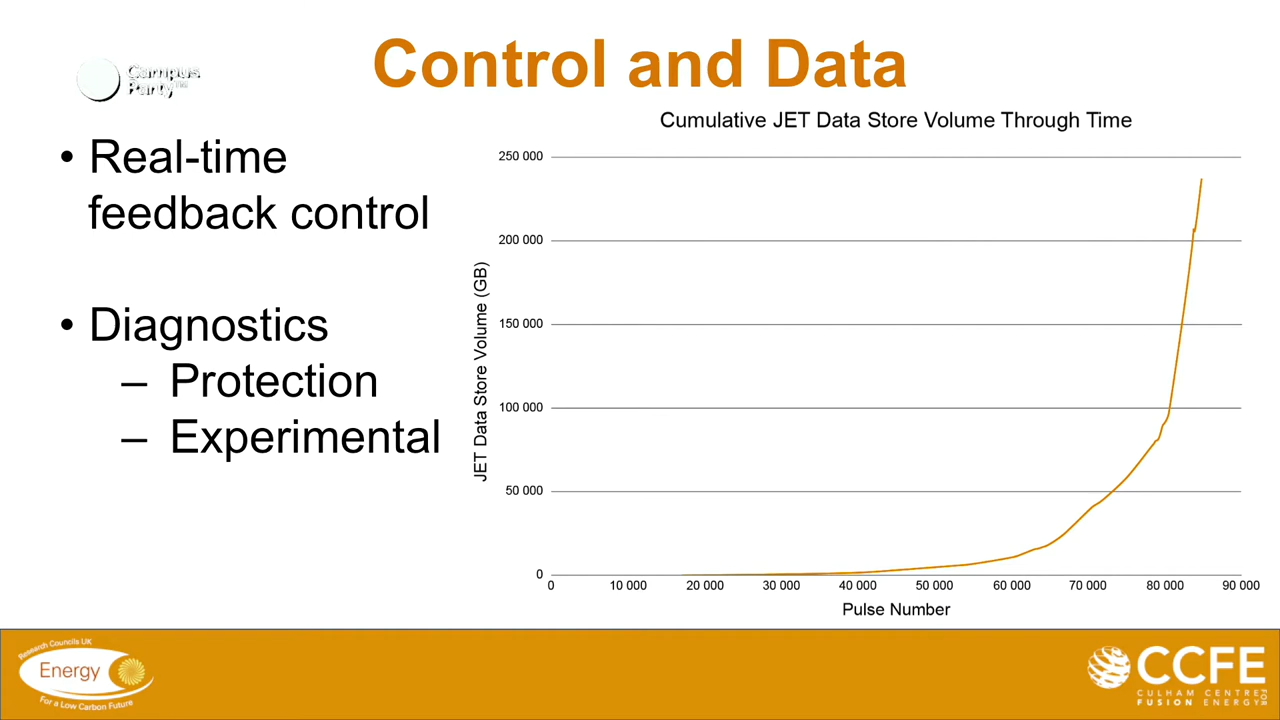 Control and Data
Campus
Party
• Real-time
feedback control
• Diagnostics
– Protection
– Experimental
Cumulative JET Data Store Volume Through Time
JET Data Store Volume (GB)
250 000
200 000
150 000
100 000
50 000
0
0 10 000 20 000 30 000 40 000 50 000 60 000 70 000 80 000 90 000
Pulse Number
Research Councils UK
Energy
For a Low Carbon Future
CCFE
CULHAM CENTRE FOR
FUSION ENERGY